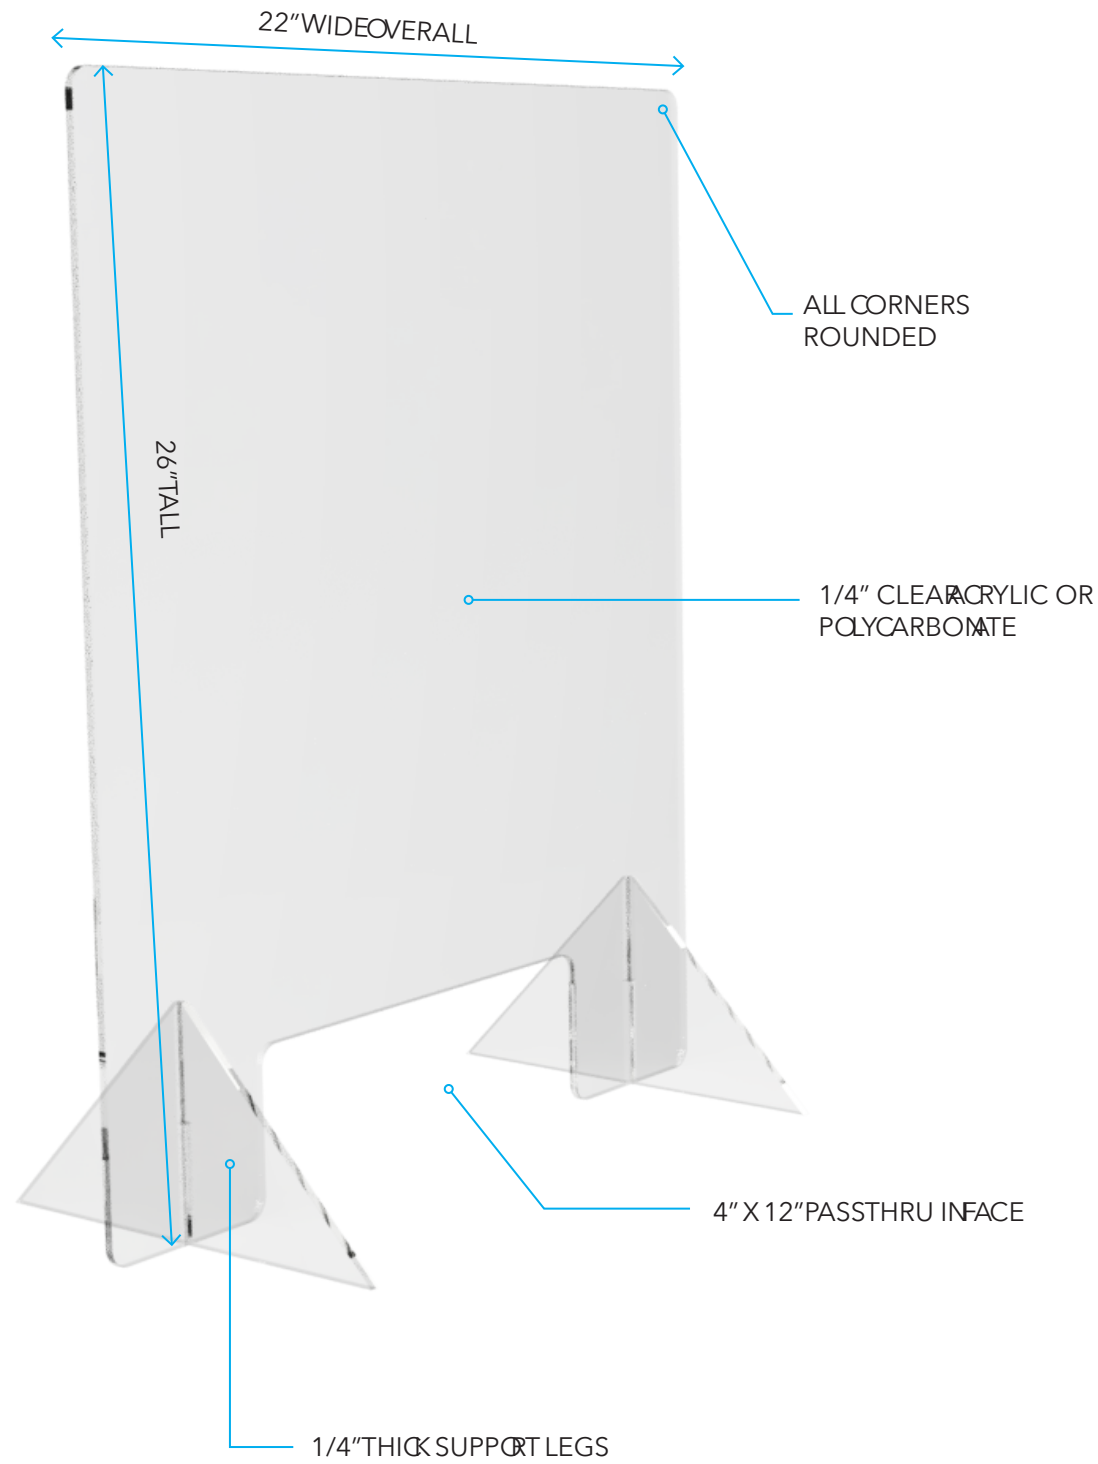 22" WIDE OVERALL
ALL CORNERS
ROUNDED
26" TALL
1/4" CLEAR ACRYLIC OR
POLYCARBONATE
4" X 12" PASSTHRU IN FACE
1/4" THICK SUPPORT LEGS